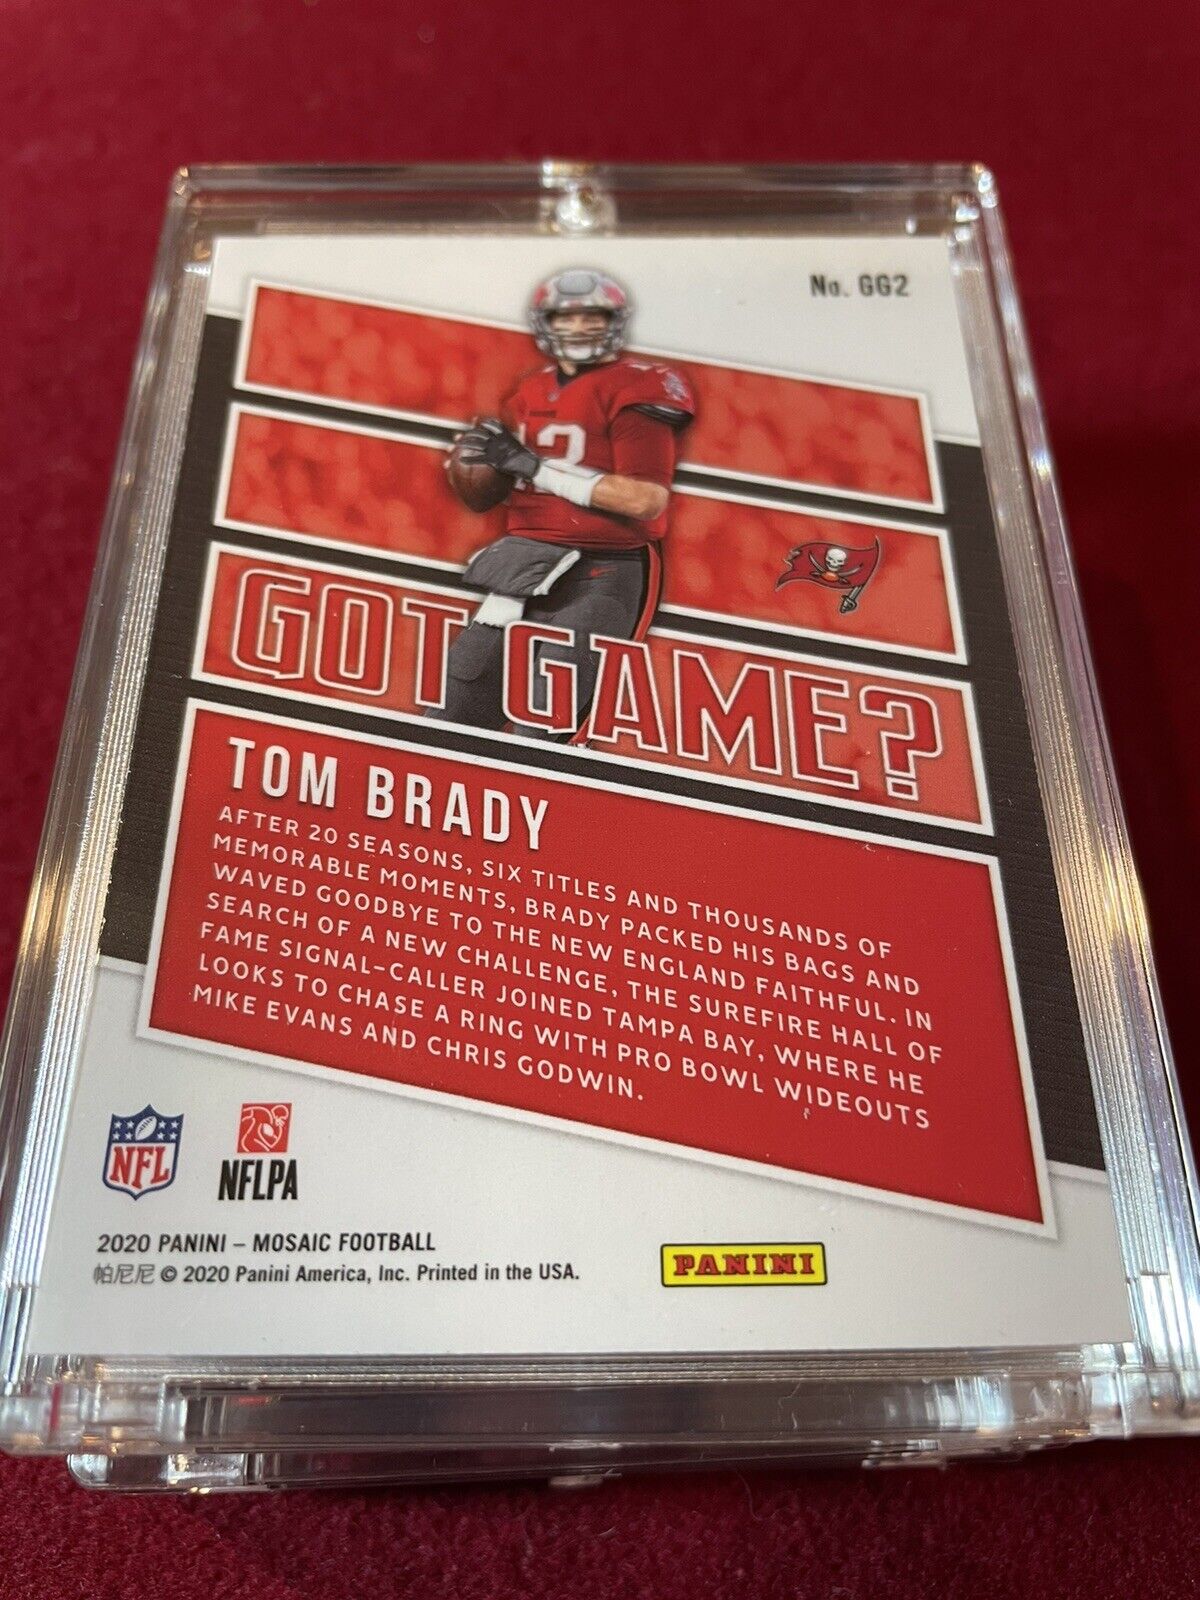 No. GG2
12
GOT GAME?
TOM BRADY
AFTER 20 SEASONS, SIX TITLES AND THOUSANDS OF
MEMORABLE MOMENTS, BRADY PACKED HIS BAGS AND
WAVED GOODBYE TO THE NEW ENGLAND FAITHFUL. IN
SEARCH OF A NEW CHALLENGE, THE SUREFIRE HALL OF
FAME SIGNAL-CALLER JOINED TAMPA BAY, WHERE HE
LOOKS TO CHASE A RING WITH PRO BOWL WIDEOUTS
MIKE EVANS AND CHRIS GODWIN.
NFL
NFLPA
2020 PANINI – MOSAIC FOOTBALL
帕尼尼 © 2020 Panini America, Inc. Printed in the USA.
PANINI